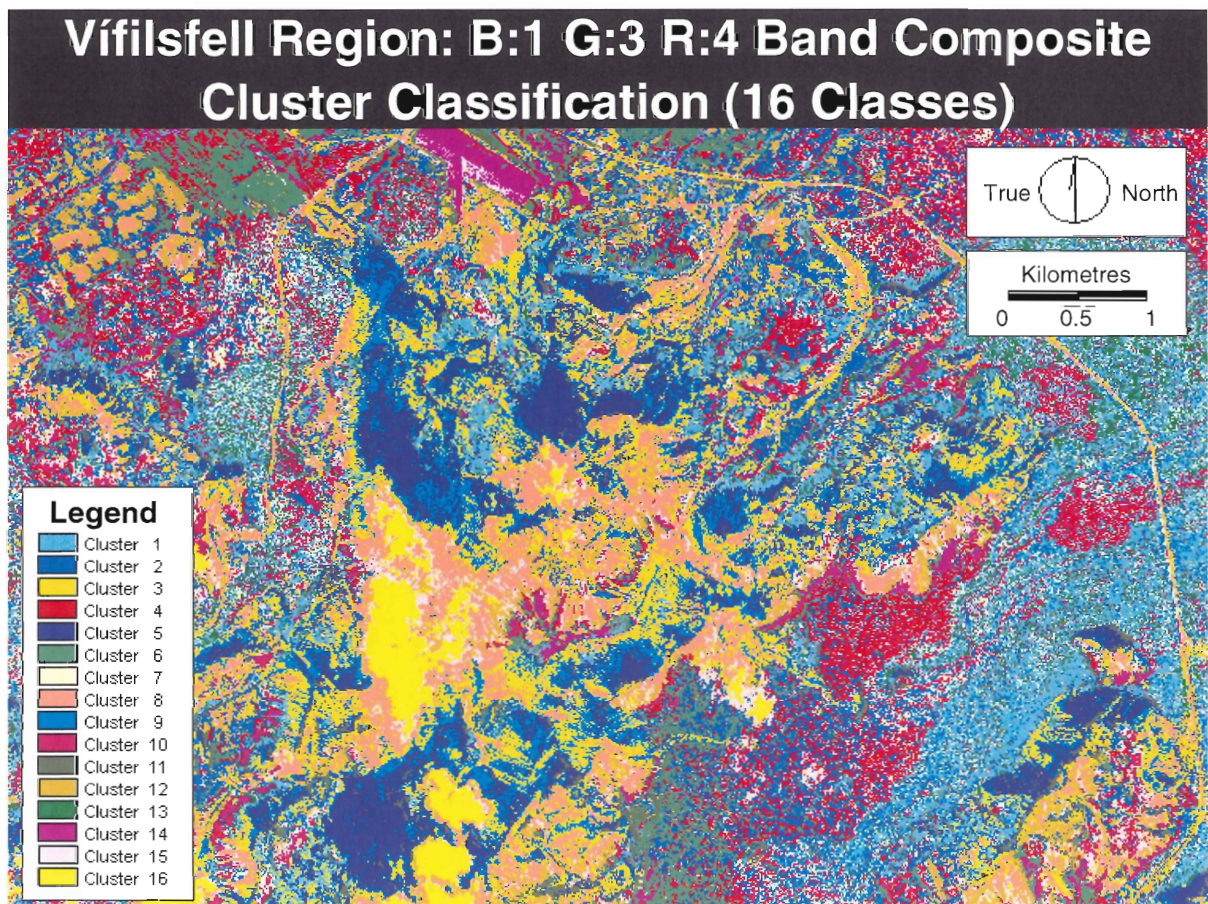 Vífilsfell Region: B:1 G:3 R:4 Band Composite
Cluster Classification (16 Classes)
True North
Kilometres
0 0.5 1
Legend
Cluster 1
Cluster 2
Cluster 3
Cluster 4
Cluster 5
Cluster 6
Cluster 7
Cluster 8
Cluster 9
Cluster 10
Cluster 11
Cluster 12
Cluster 13
Cluster 14
Cluster 15
Cluster 16